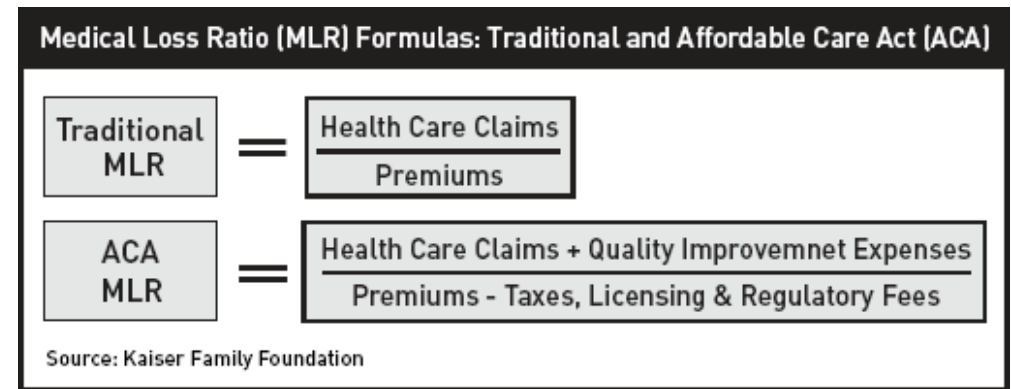 Medical Loss Ratio (MLR) Formulas: Traditional and Affordable Care Act (ACA)
Traditional
MLR
=
Health Care Claims
Premiums
ACA
MLR
=
Health Care Claims + Quality Improvemnet Expenses
Premiums - Taxes, Licensing & Regulatory Fees
Source: Kaiser Family Foundation